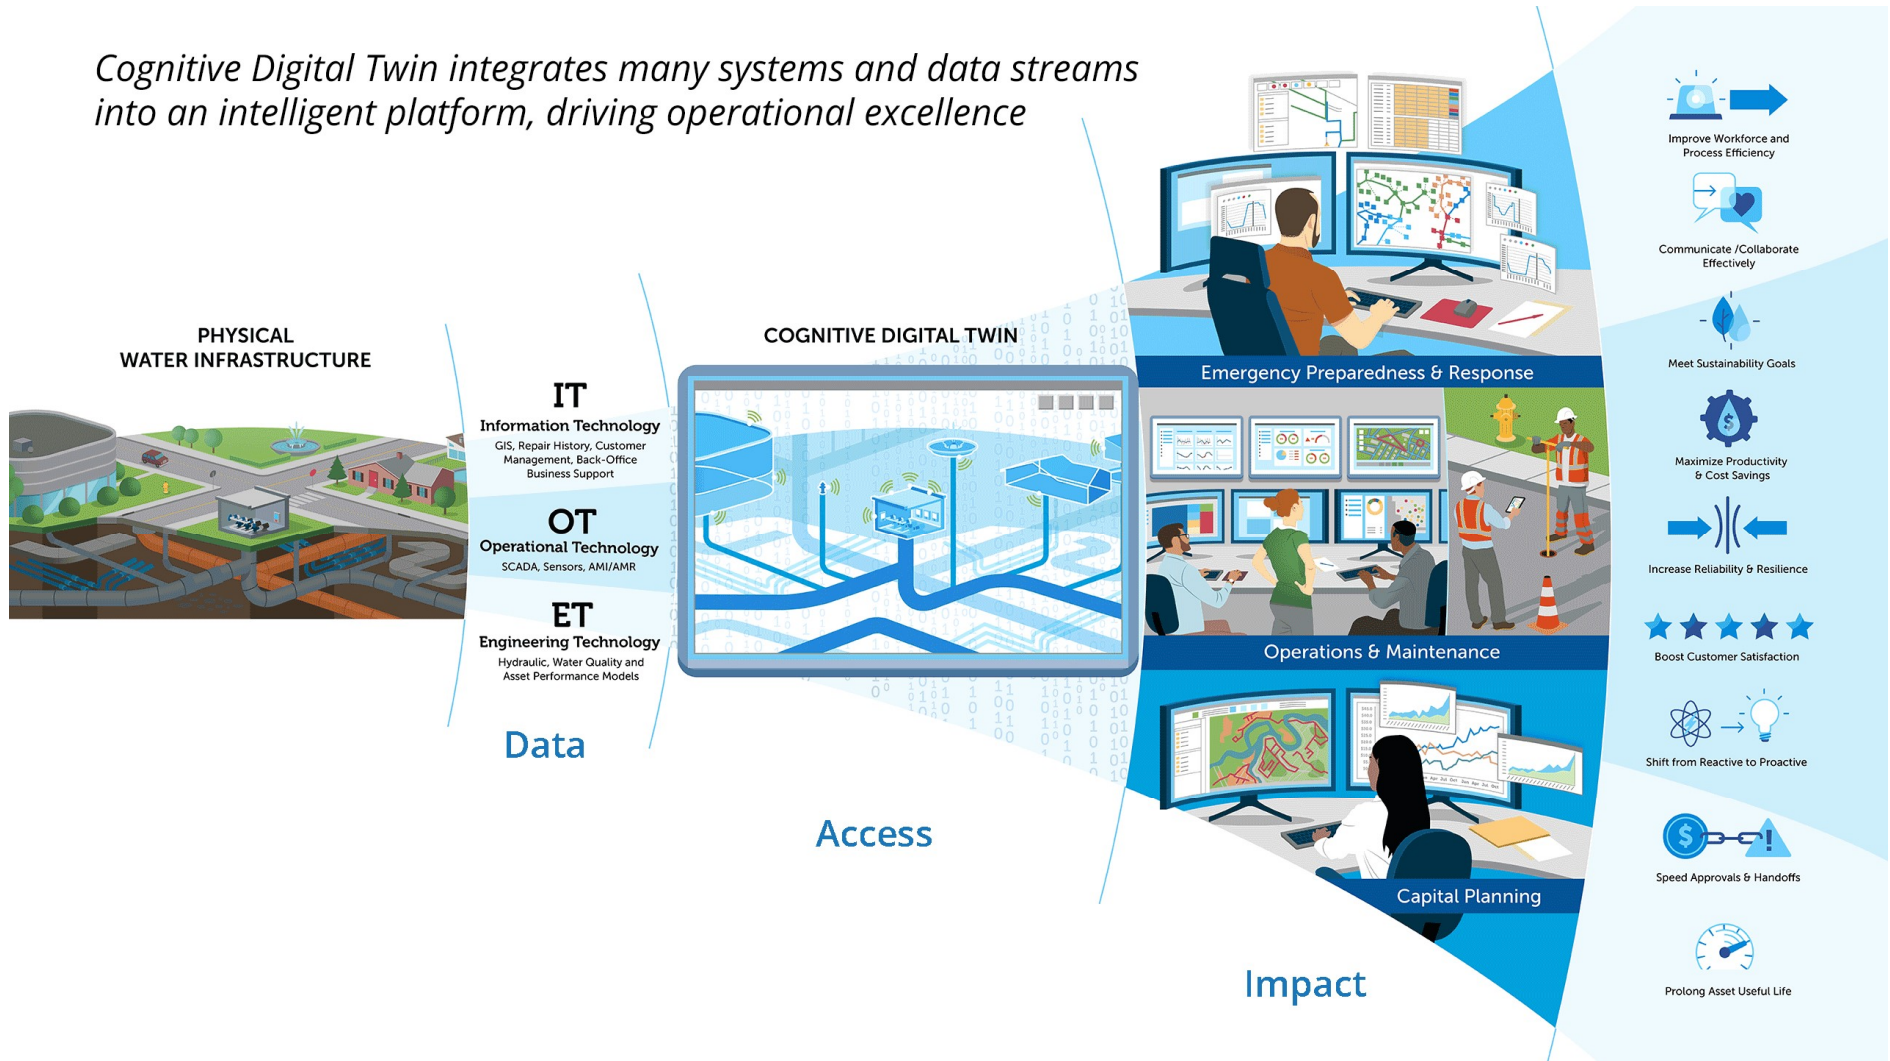 Cognitive Digital Twin integrates many systems and data streams
into an intelligent platform, driving operational excellence
PHYSICAL
WATER INFRASTRUCTURE
IT
Information Technology
GIS, Repair History, Customer
Management, Back-Office
Business Support
OT
Operational Technology
SCADA, Sensors, AMI/AMR
ET
Engineering Technology
Hydraulic, Water Quality and
Asset Performance Models
Data
COGNITIVE DIGITAL TWIN
Access
Emergency Preparedness & Response
Operations & Maintenance
Capital Planning
Impact
Improve Workforce and
Process Efficiency
Communicate /Collaborate
Effectively
Meet Sustainability Goals
$
Maximize Productivity
& Cost Savings
Increase Reliability & Resilience
Boost Customer Satisfaction
Shift from Reactive to Proactive
$ !
Speed Approvals & Handoffs
Prolong Asset Useful Life